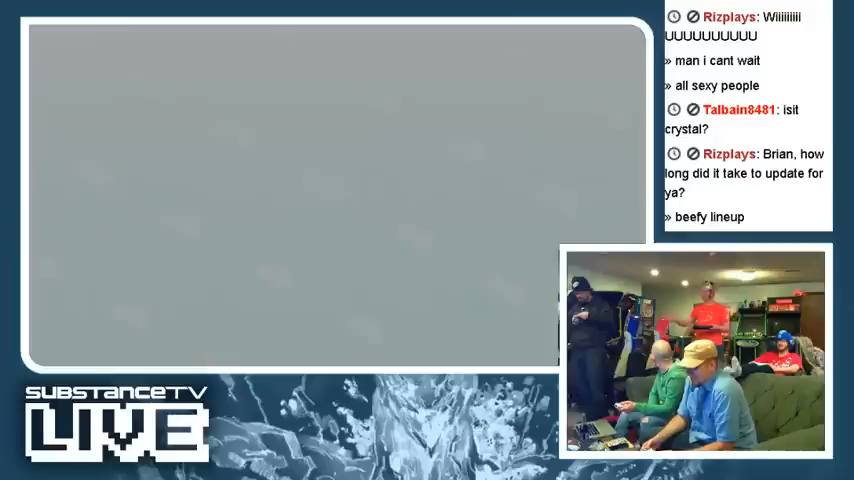 Rizplays: Wiiiiiiiii
UUUUUUUUUU
» man i cant wait
» all sexy people
Talbain8481: isit
crystal?
Rizplays: Brian, how
long did it take to update for
ya?
» beefy lineup
SUBSTANCETV
LIVE